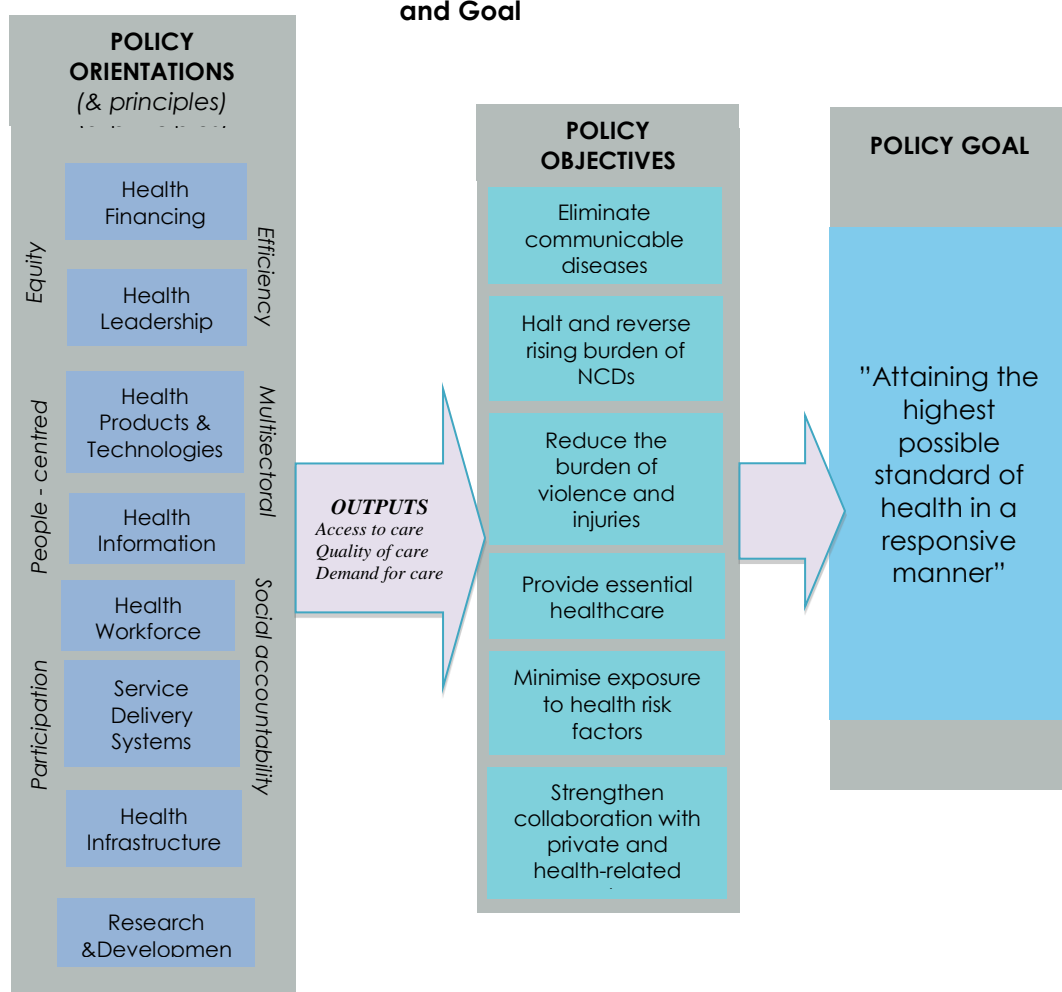 and Goal
POLICY
ORIENTATIONS
(& principles)
Health
Financing
Health
Leadership
Health
Products &
Technologies
Health
Information
Health
Workforce
Service
Delivery
Systems
Health
Infrastructure
Research
&Developmen
Equity
People - centred
Participation
Efficiency
Multisectoral
Social accountability
OUTPUTS
Access to care
Quality of care
Demand for care
POLICY
OBJECTIVES
Eliminate
communicable
diseases
Halt and reverse
rising burden of
NCDs
Reduce the
burden of
violence and
injuries
Provide essential
healthcare
Minimise exposure
to health risk
factors
Strengthen
collaboration with
private and
health-related
POLICY GOAL
”Attaining the
highest
possible
standard of
health in a
responsive
manner”